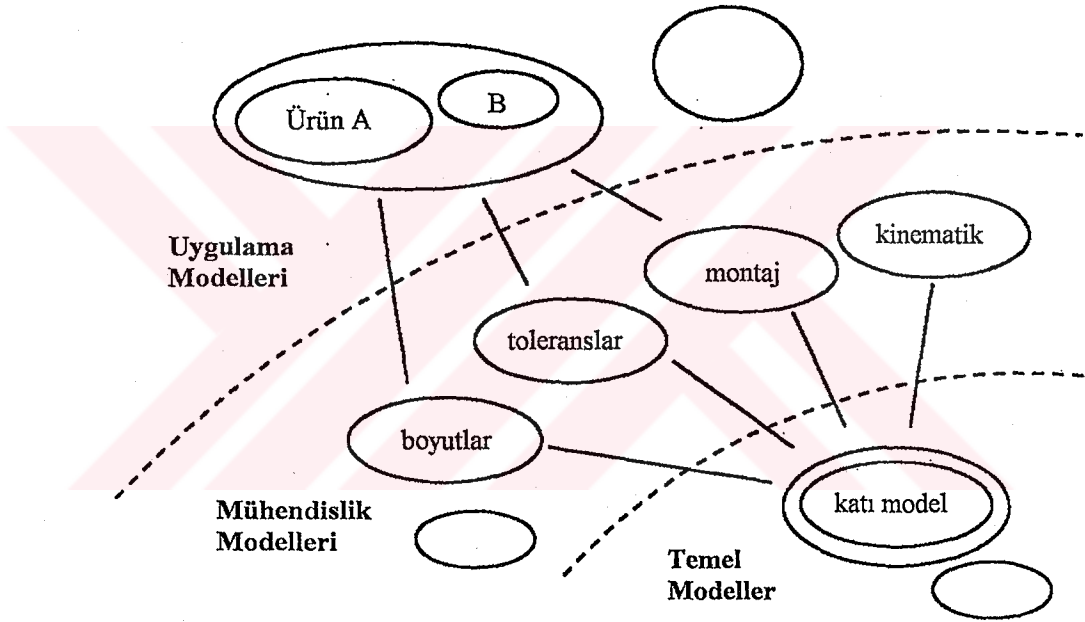 Ürün A
B
Uygulama
Modelleri
kinematik
montaj
toleranslar
boyutlar
Mühendislik
Modelleri
katı model
Temel
Modeller